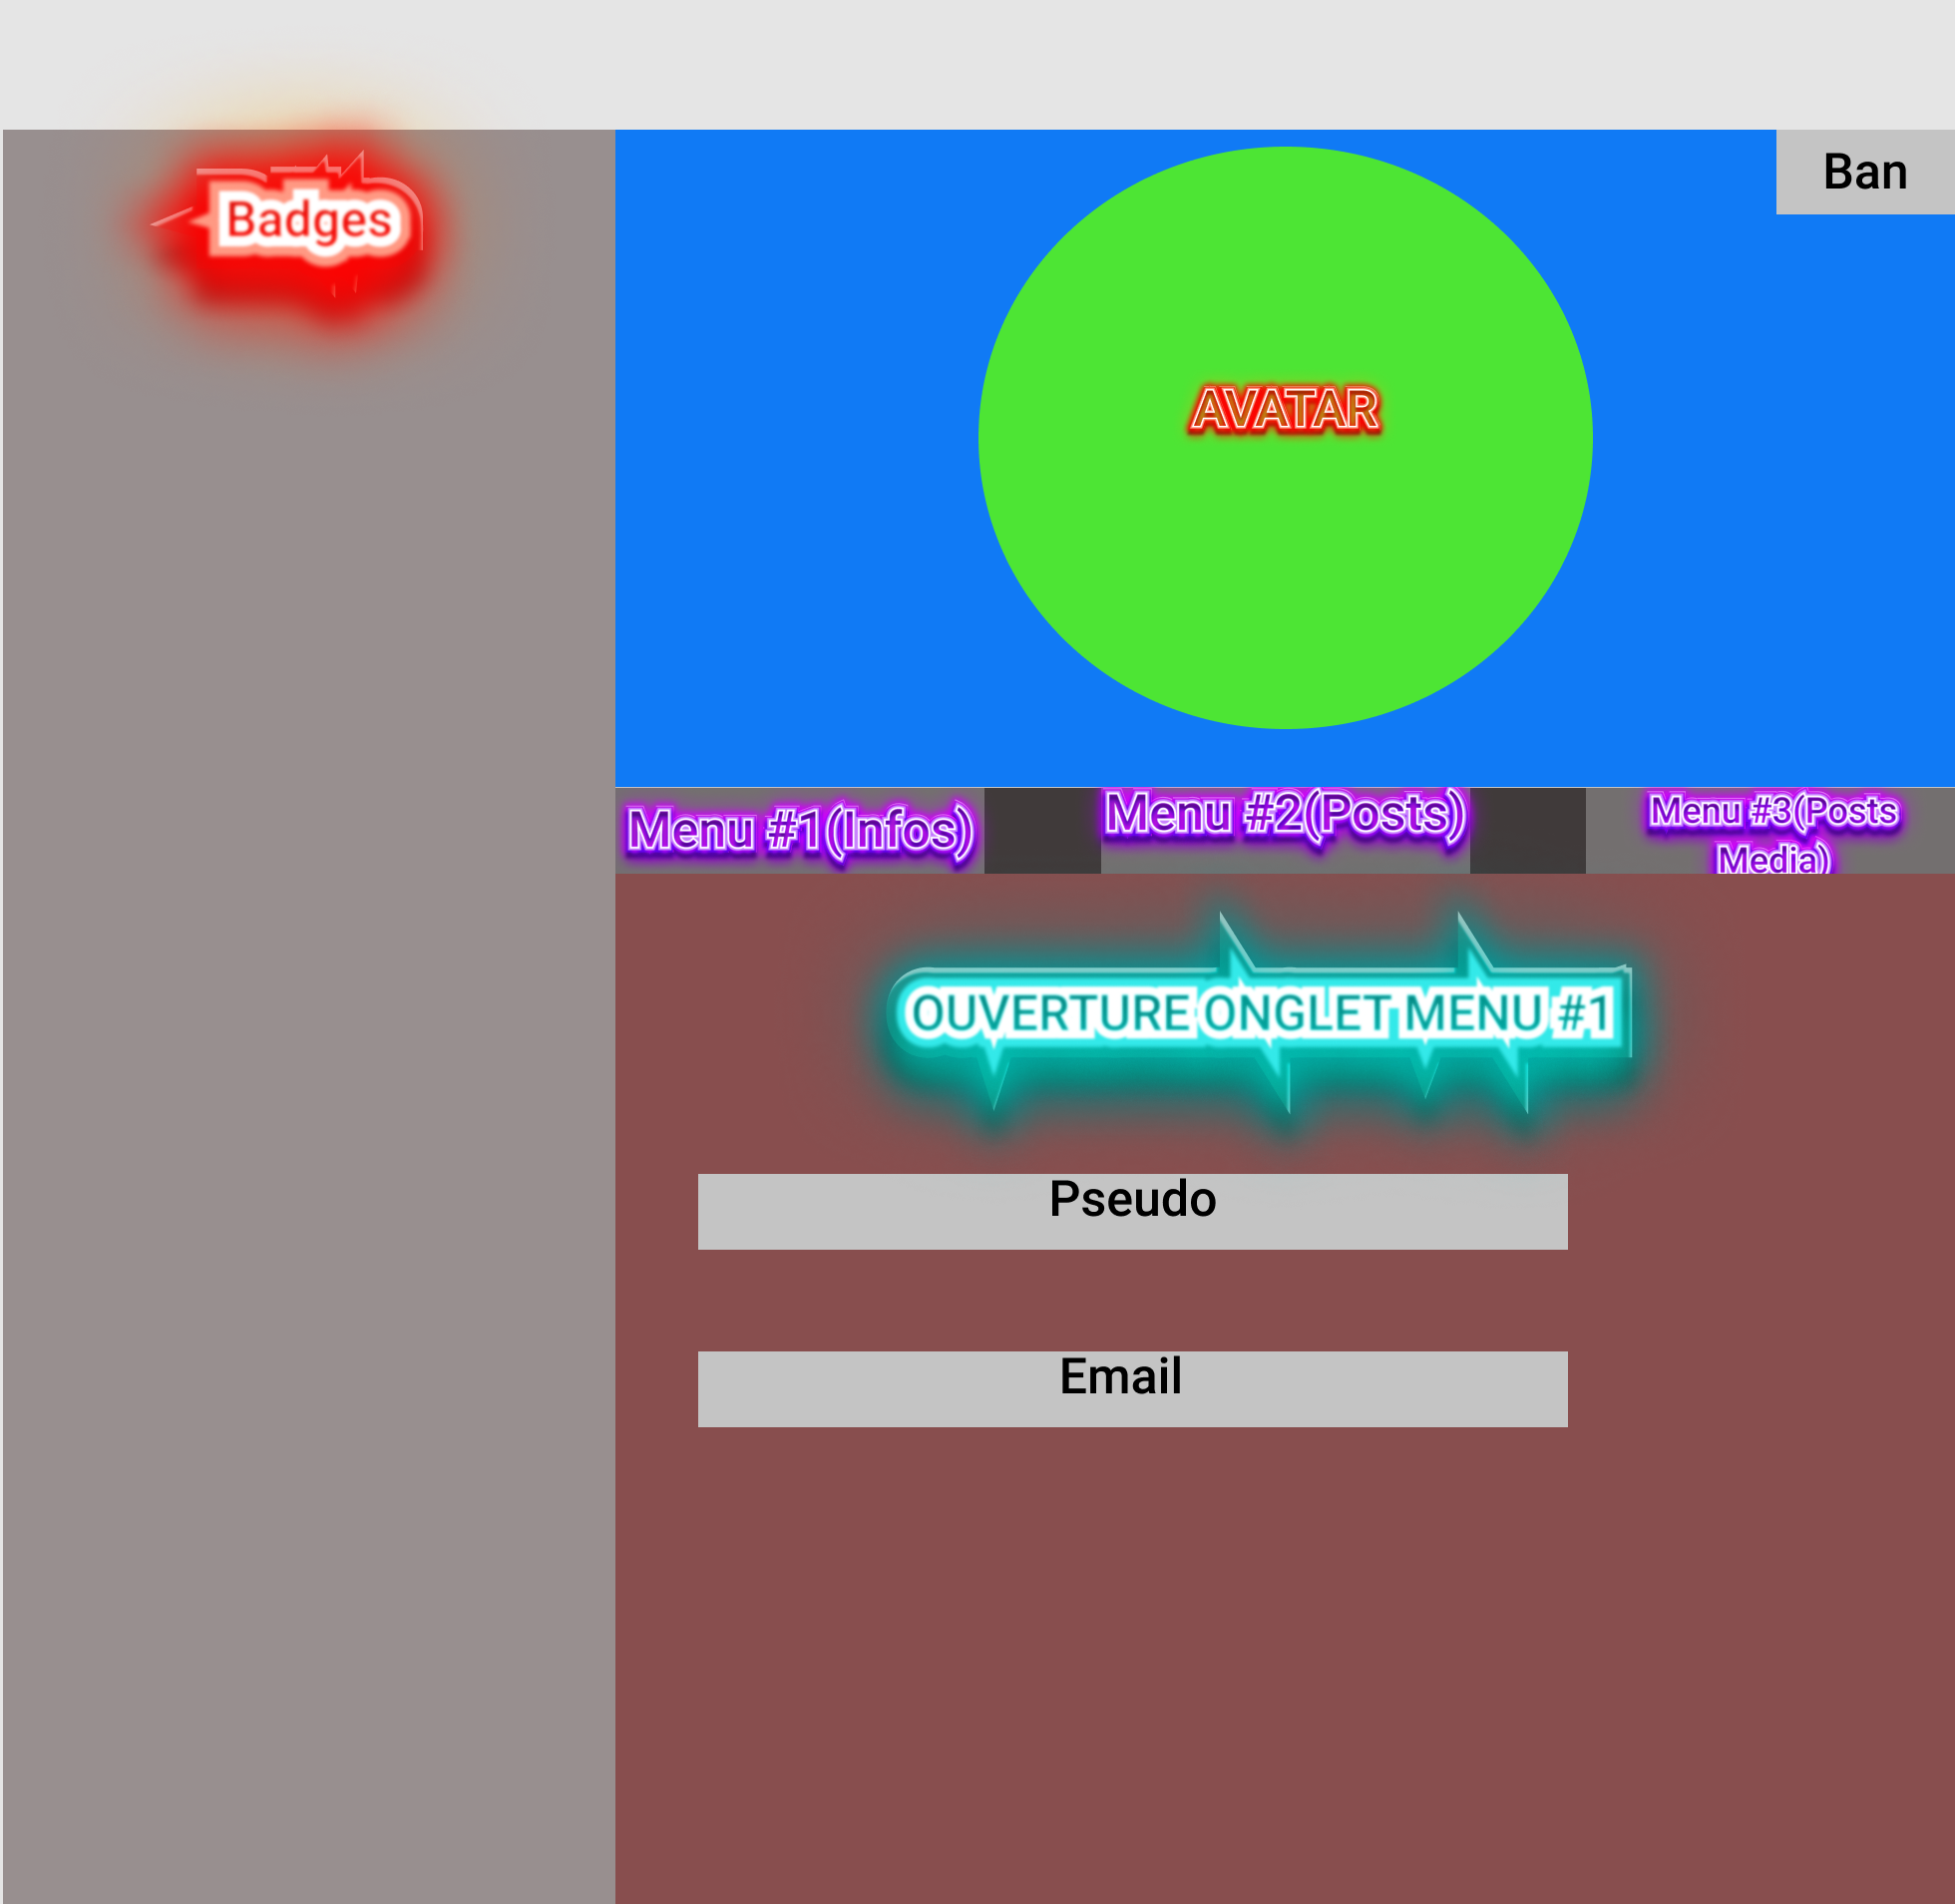 Badges
Ban
AVATAR
Menu #1(Infos)
Menu #2(Posts)
Menu #3(Posts
Media)
OUVERTURE ONGLET MENU #1
Pseudo
Email